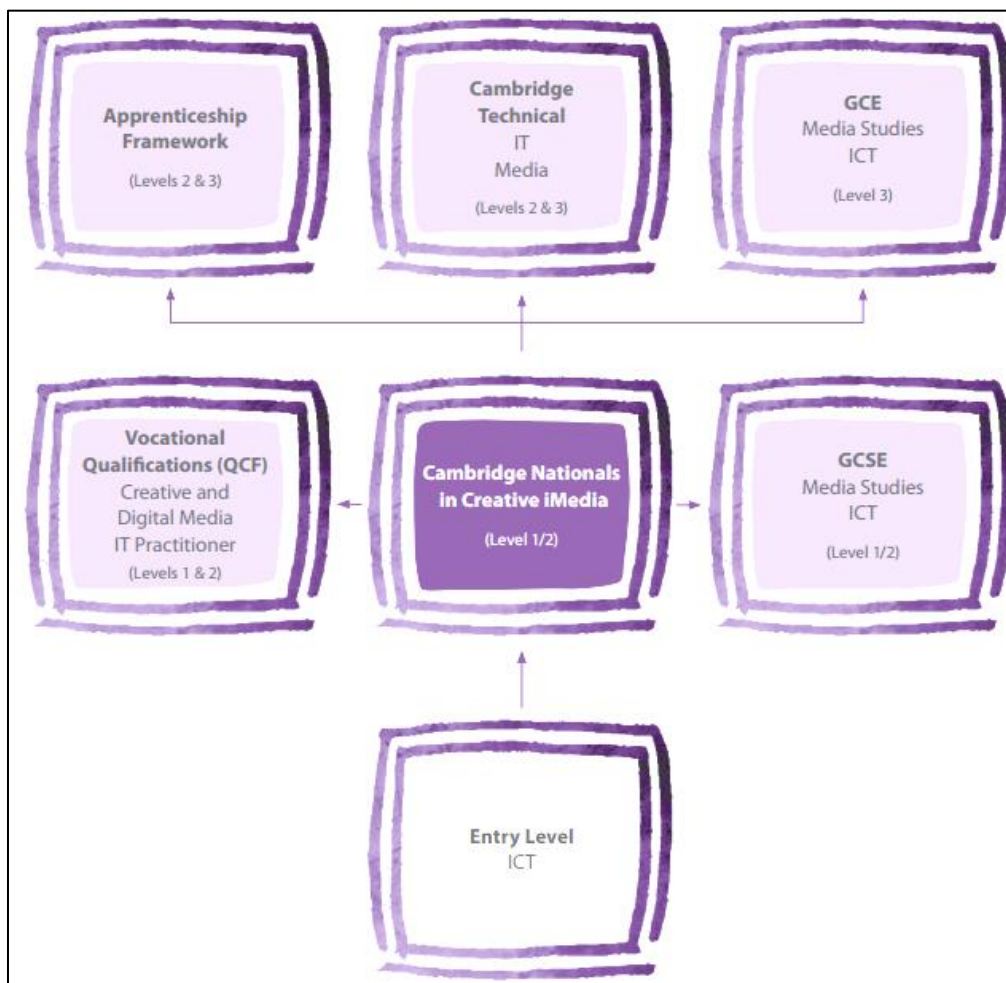 Apprenticeship
Framework
(Levels 2 & 3)
Cambridge
Technical
IT
Media
(Levels 2 & 3)
GCE
Media Studies
ICT
(Level 3)
Vocational
Qualifications (QCF)
Creative and
Digital Media
IT Practitioner
(Levels 1 & 2)
Cambridge Nationals
in Creative iMedia
(Level 1/2)
GCSE
Media Studies
ICT
(Level 1/2)
Entry Level
ICT